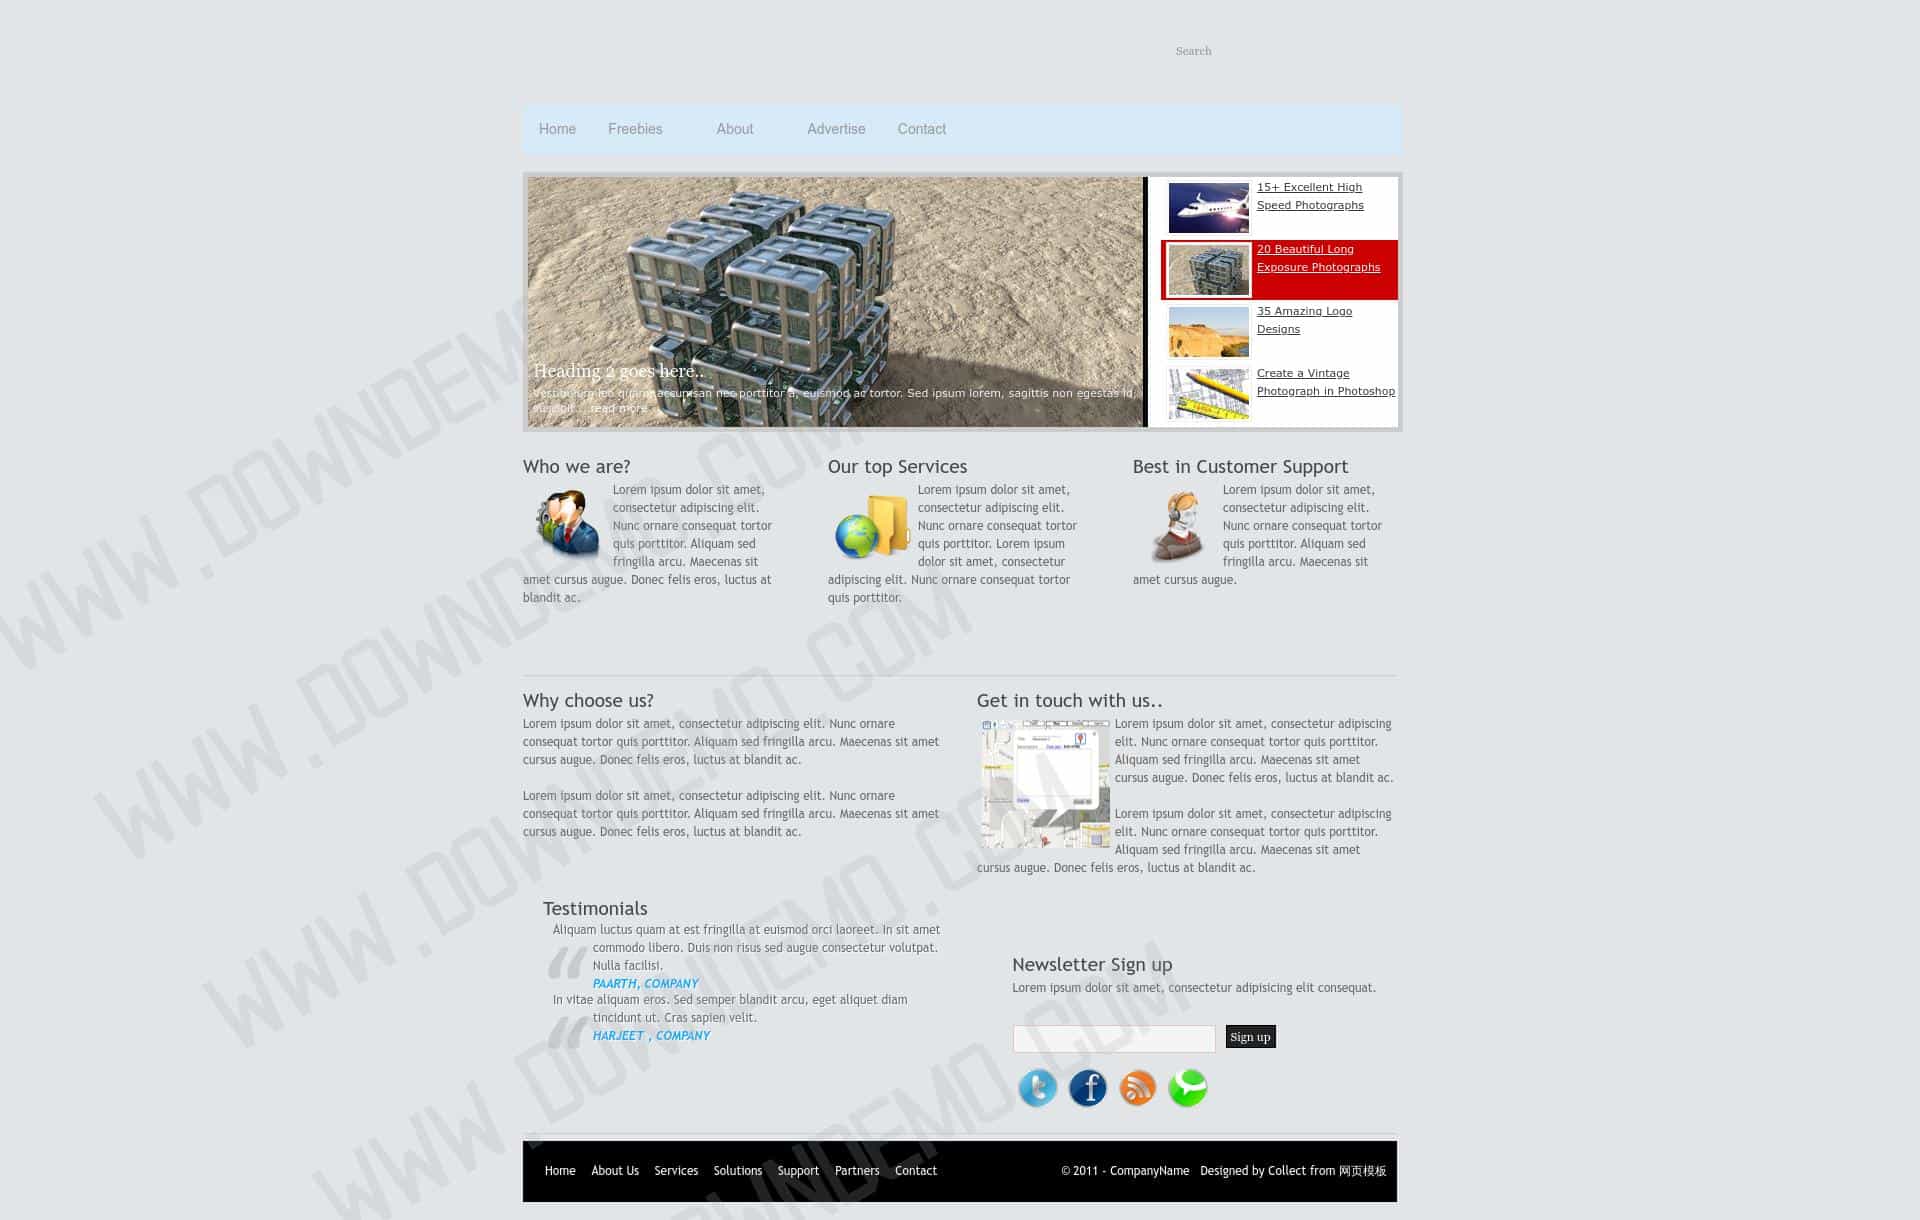 Search
Home Freebies About Advertise Contact
15+ Excellent High
Speed Photographs
20 Beautiful Long
Exposure Photographs
35 Amazing Logo
Designs
Create a Vintage
Photograph in Photoshop
Heading 2 goes here..
Vestibulum leo quam, accumsan nec porttitor a, euismod ac tortor. Sed ipsum lorem, sagittis non egestas id,
suscipit.... read more
Who we are?
Lorem ipsum dolor sit amet,
consectetur adipiscing elit.
Nunc ornare consequat tortor
quis porttitor. Aliquam sed
fringilla arcu. Maecenas sit
amet cursus augue. Donec felis eros, luctus at
blandit ac.
Our top Services
Lorem ipsum dolor sit amet,
consectetur adipiscing elit.
Nunc ornare consequat tortor
quis porttitor. Lorem ipsum
dolor sit amet, consectetur
adipiscing elit. Nunc ornare consequat tortor
quis porttitor.
Best in Customer Support
Lorem ipsum dolor sit amet,
consectetur adipiscing elit.
Nunc ornare consequat tortor
quis porttitor. Aliquam sed
fringilla arcu. Maecenas sit
amet cursus augue.
Why choose us?
Lorem ipsum dolor sit amet, consectetur adipiscing elit. Nunc ornare
consequat tortor quis porttitor. Aliquam sed fringilla arcu. Maecenas sit amet
cursus augue. Donec felis eros, luctus at blandit ac.
Lorem ipsum dolor sit amet, consectetur adipiscing elit. Nunc ornare
consequat tortor quis porttitor. Aliquam sed fringilla arcu. Maecenas sit amet
cursus augue. Donec felis eros, luctus at blandit ac.
Get in touch with us..
Lorem ipsum dolor sit amet, consectetur adipiscing
elit. Nunc ornare consequat tortor quis porttitor.
Aliquam sed fringilla arcu. Maecenas sit amet
cursus augue. Donec felis eros, luctus at blandit ac.
Lorem ipsum dolor sit amet, consectetur adipiscing
elit. Nunc ornare consequat tortor quis porttitor.
Aliquam sed fringilla arcu. Maecenas sit amet
cursus augue. Donec felis eros, luctus at blandit ac.
Testimonials
Aliquam luctus quam at est fringilla at euismod orci laoreet. In sit amet
commodo libero. Duis non risus sed augue consectetur volutpat.
Nulla facilisi.
PAARTH, COMPANY
In vitae aliquam eros. Sed semper blandit arcu, eget aliquet diam
tincidunt ut. Cras sapien velit.
HARJEET , COMPANY
Newsletter Sign up
Lorem ipsum dolor sit amet, consectetur adipisicing elit consequat.
Sign up
Home About Us Services Solutions Support Partners Contact
© 2011 - CompanyName Designed by Collect from 网页模板
WWW.DOWNDEMO.COM
WWW.DOWNDEMO.COM
WWW.DOWNDEMO.COM
WWW.DOWNDEMO.COM